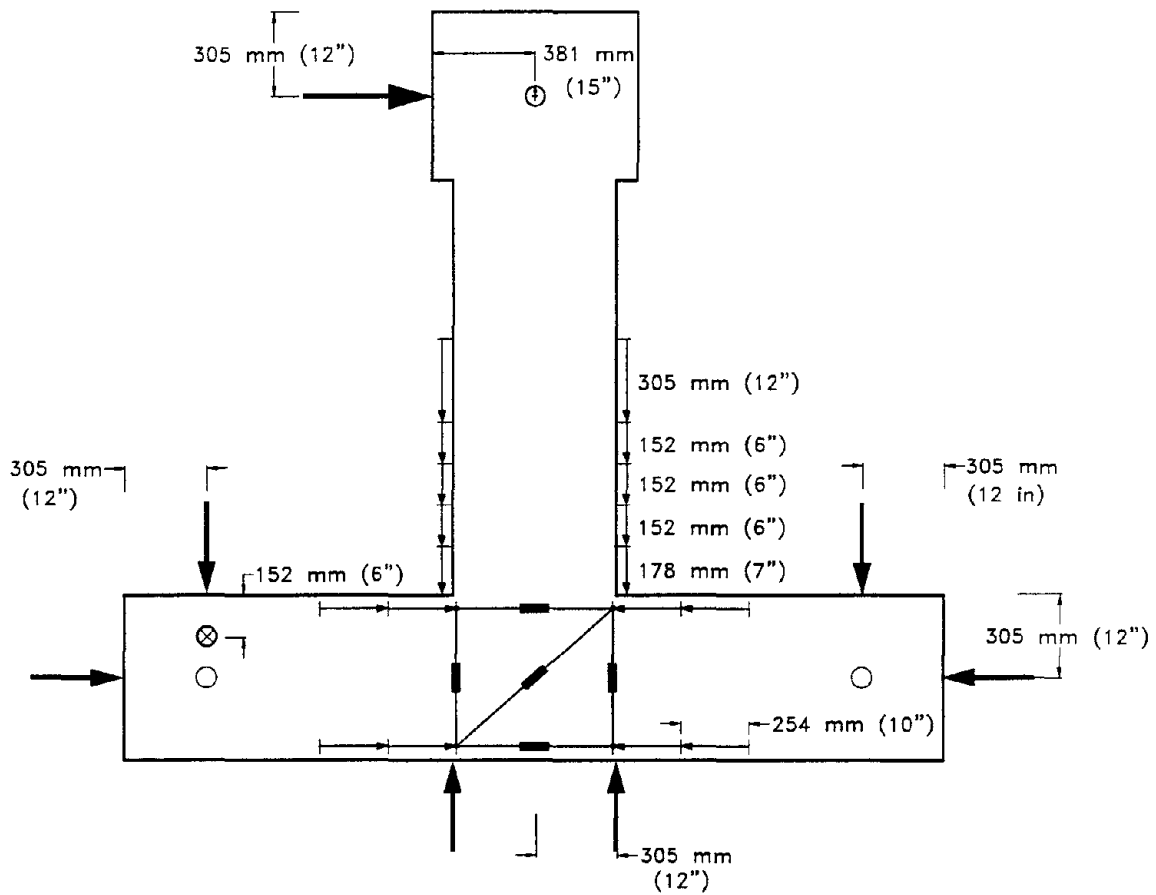 305 mm (12”)
381 mm
(15”)
305 mm (12”)
152 mm (6”)
305 mm
(12”)
152 mm (6”)
305 mm
(12 in)
152 mm (6”)
152 mm (6”)
178 mm (7”)
305 mm (12”)
254 mm (10”)
305 mm
(12”)